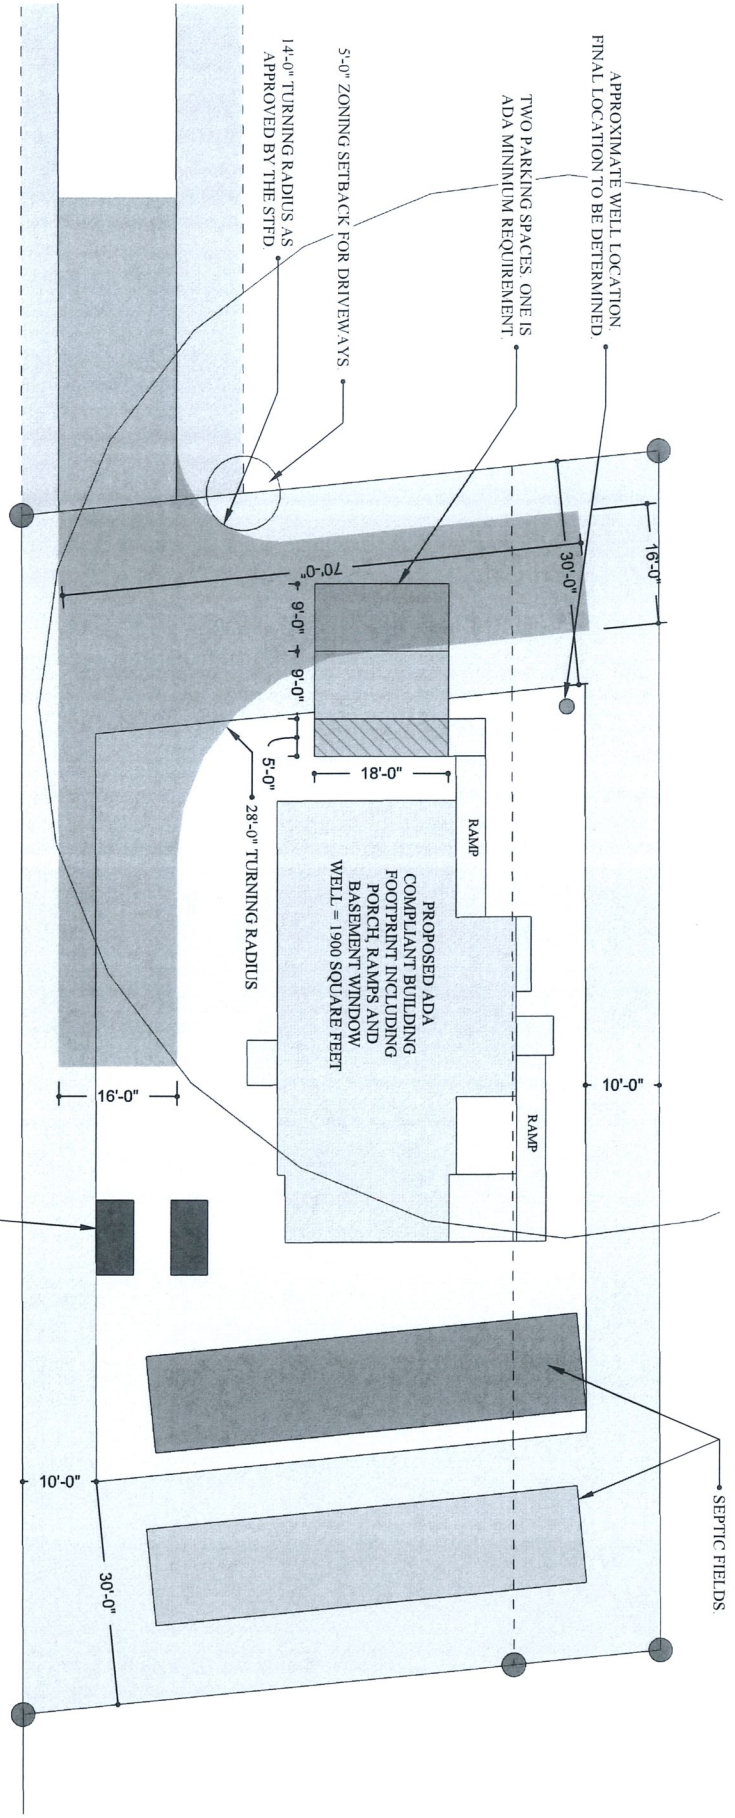 APPROXIMATE WELL LOCATION.
FINAL LOCATION TO BE DETERMINED.
TWO PARKING SPACES. ONE IS
ADA MINIMUM REQUIREMENT.
5'-0" ZONING SETBACK FOR DRIVEWAYS.
14'-0" TURNING RADIUS AS
APPROVED BY THE STFD.
16'-0"
30'-0"
70'-0"
9'-0"
9'-0"
5'-0"
18'-0"
28'-0" TURNING RADIUS
RAMP
PROPOSED ADA
COMPLIANT BUILDING
FOOTPRINT INCLUDING
PORCH, RAMPS AND
BASEMENT WINDOW
WELL = 1900 SQUARE FEET
RAMP
10'-0"
16'-0"
10'-0"
30'-0"
SEPTIC FIELDS.